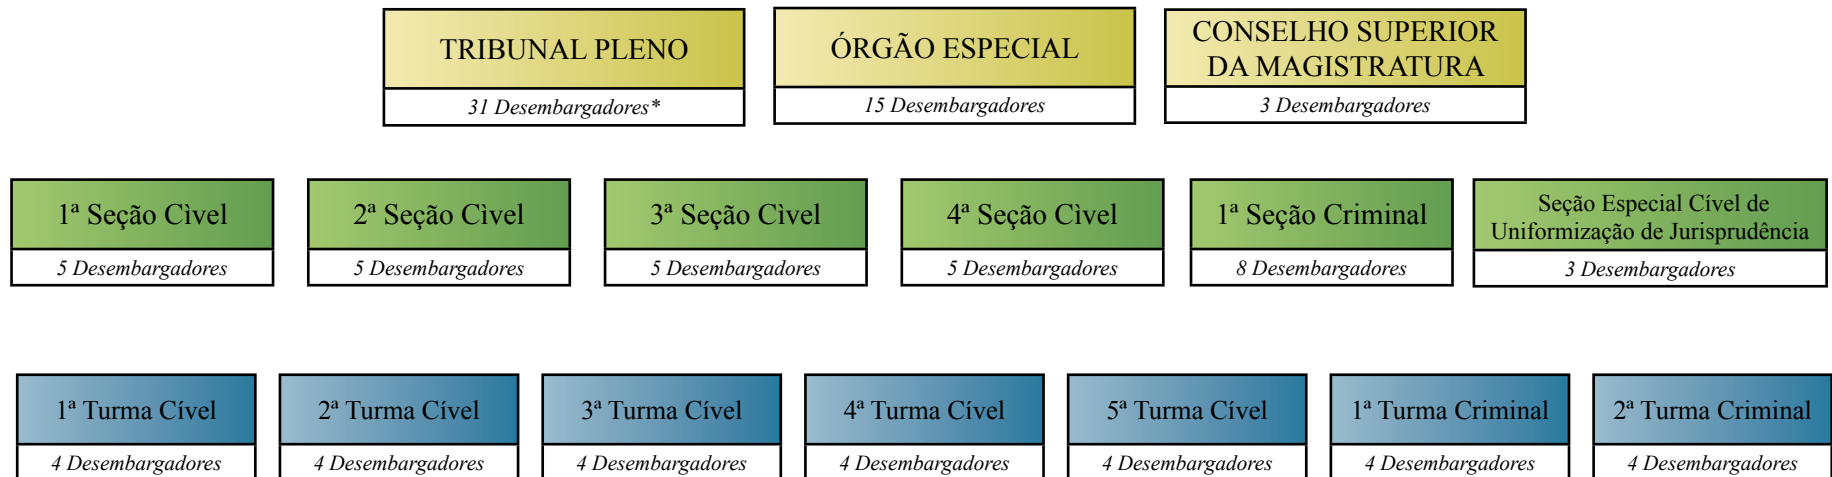 TRIBUNAL PLENO
31 Desembargadores*
ÓRGÃO ESPECIAL
15 Desembargadores
CONSELHO SUPERIOR
DA MAGISTRATURA
3 Desembargadores
1ª Seção Cìvel
5 Desembargadores
2ª Seção Cìvel
5 Desembargadores
3ª Seção Cìvel
5 Desembargadores
4ª Seção Cìvel
5 Desembargadores
1ª Seção Criminal
8 Desembargadores
Seção Especial Cível de
Uniformização de Jurisprudência
3 Desembargadores
1ª Turma Cível
4 Desembargadores
2ª Turma Cível
4 Desembargadores
3ª Turma Cível
4 Desembargadores
4ª Turma Cível
4 Desembargadores
5ª Turma Cível
4 Desembargadores
1ª Turma Criminal
4 Desembargadores
2ª Turma Criminal
4 Desembargadores